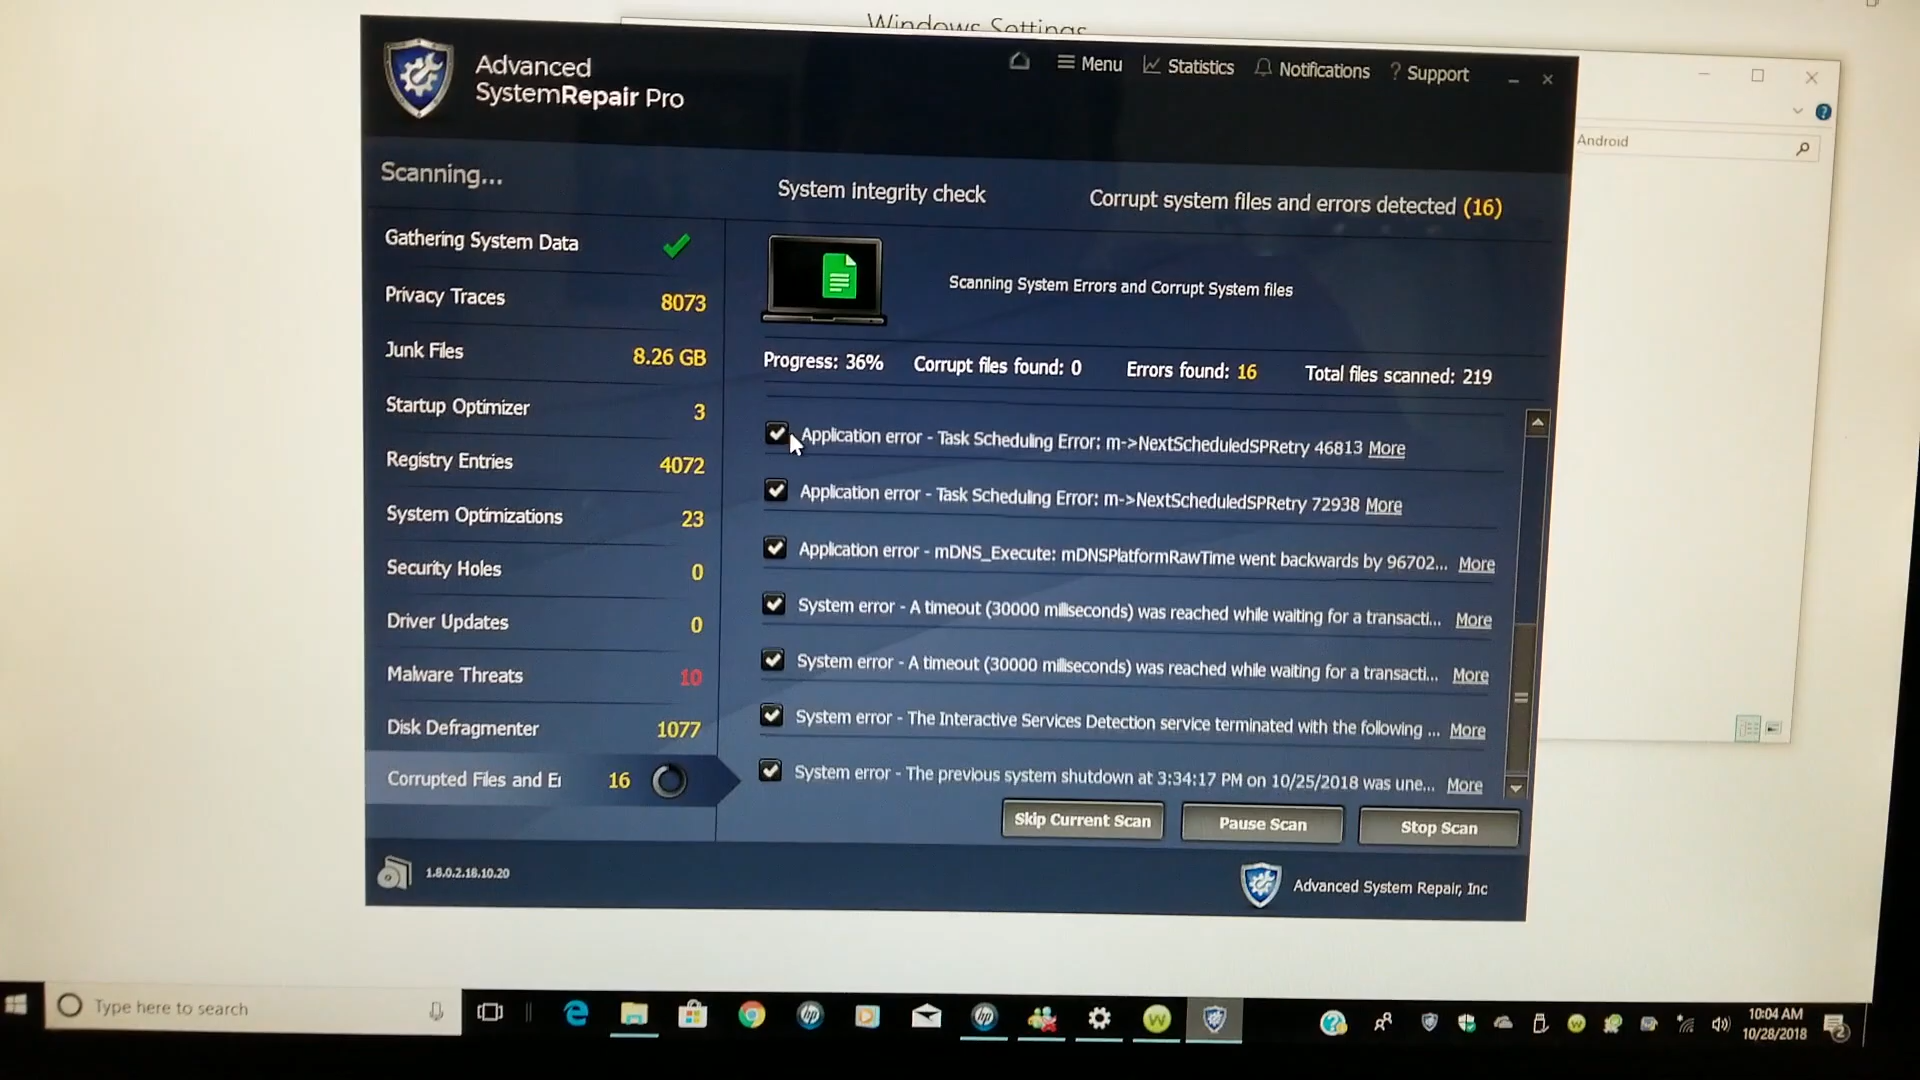 Windows Settings
Advanced
SystemRepair Pro
Menu
Statistics
Notifications
? Support
Android
Scanning...
System integrity check
Corrupt system files and errors detected (16)
Gathering System Data
Privacy Traces 8073
Junk Files 8.26 GB
Startup Optimizer 3
Registry Entries 4072
System Optimizations 23
Security Holes 0
Driver Updates 0
Malware Threats 10
Disk Defragmenter 1077
Corrupted Files and Er 16
Scanning System Errors and Corrupt System files
Progress: 36% Corrupt files found: 0 Errors found: 16 Total files scanned: 219
Application error - Task Scheduling Error: m->NextScheduledSPRetry 46813 More
Application error - Task Scheduling Error: m->NextScheduledSPRetry 72938 More
Application error - mDNS_Execute: mDNSPlatformRawTime went backwards by 96702... More
System error - A timeout (30000 milliseconds) was reached while waiting for a transacti... More
System error - A timeout (30000 milliseconds) was reached while waiting for a transacti... More
System error - The Interactive Services Detection service terminated with the following ... More
System error - The previous system shutdown at 3:34:17 PM on 10/25/2018 was une... More
Skip Current Scan
Pause Scan
Stop Scan
1.8.0.2.18.10.20
Advanced System Repair, Inc
Type here to search
hp
hp
W
10:04 AM
10/28/2018
2